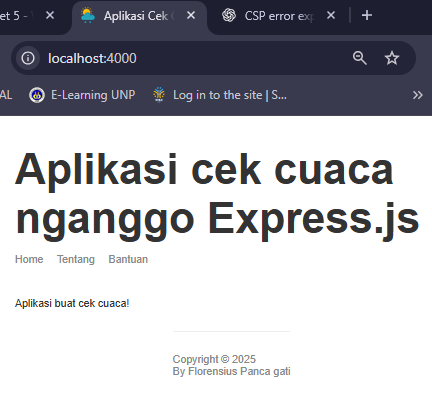 et 5 -
Aplikasi Cek
CSP error exp
localhost:4000
AL
E-Learning UNP
Log in to the site | S...
Aplikasi cek cuaca
nganggo Express.js
Home Tentang Bantuan
Aplikasi buat cek cuaca!
Copyright © 2025
By Florensius Panca gati